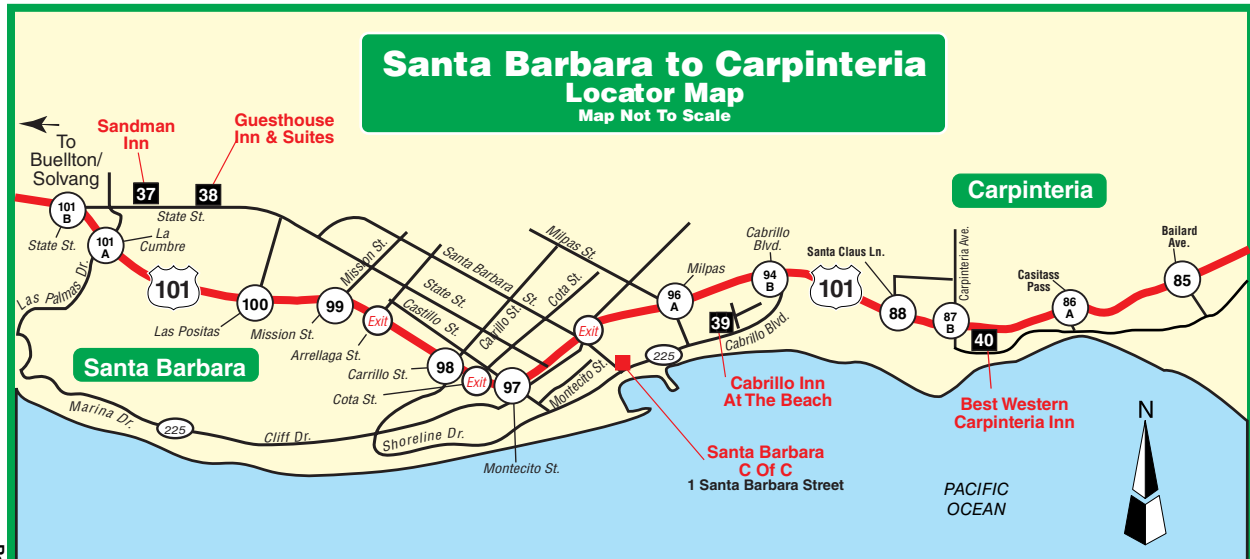 Santa Barbara to Carpinteria
Locator Map
Map Not To Scale
To
Buellton/
Solvang
Sandman
Inn
Guesthouse
Inn & Suites
37
38
State St.
101
B
State St.
101
A
La
Cumbre
Las Palmas Dr.
101
100
Las Positas
99
Mission St.
Mission St.
Exit
Arrellaga St.
Santa Barbara
98
Carrillo St.
Exit
Cota St.
97
Montecito St.
State St.
Castillo St.
Santa Barbara St.
Carrillo St.
Cota St.
Milpas St.
Exit
Montecito St.
Marina Dr.
225
Cliff Dr.
Shoreline Dr.
225
Cabrillo Blvd.
96
A
Milpas
39
Cabrillo Inn
At The Beach
Santa Barbara
C Of C
1 Santa Barbara Street
Cabrillo
Blvd.
94
B
101
Santa Claus Ln.
88
Carpinteria
Carpinteria Ave.
87
B
40
Best Western
Carpinteria Inn
Casitass
Pass
86
A
Bailard
Ave.
85
PACIFIC
OCEAN
N